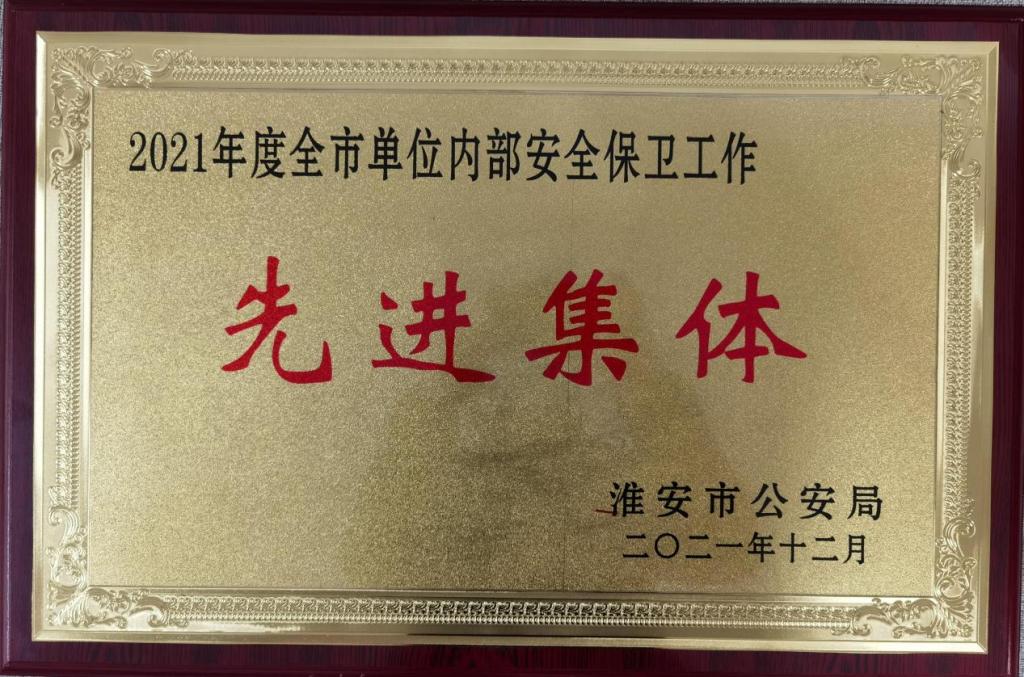 2021年度全市单位内部安全保卫工作
先进集体
淮安市公安局
二〇二一年十二月